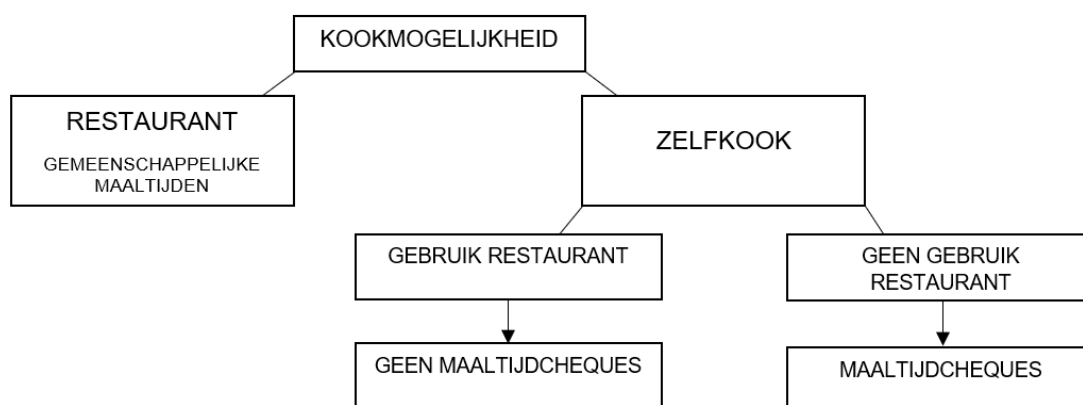 KOOKMOGELIJKHEID
RESTAURANT
GEMEENSCHAPPELIJKE
MAALTIJDEN
ZELFKOOK
GEBRUIK RESTAURANT
GEEN GEBRUIK
RESTAURANT
GEEN MAALTIJDCHEQUES
MAALTIJDCHEQUES